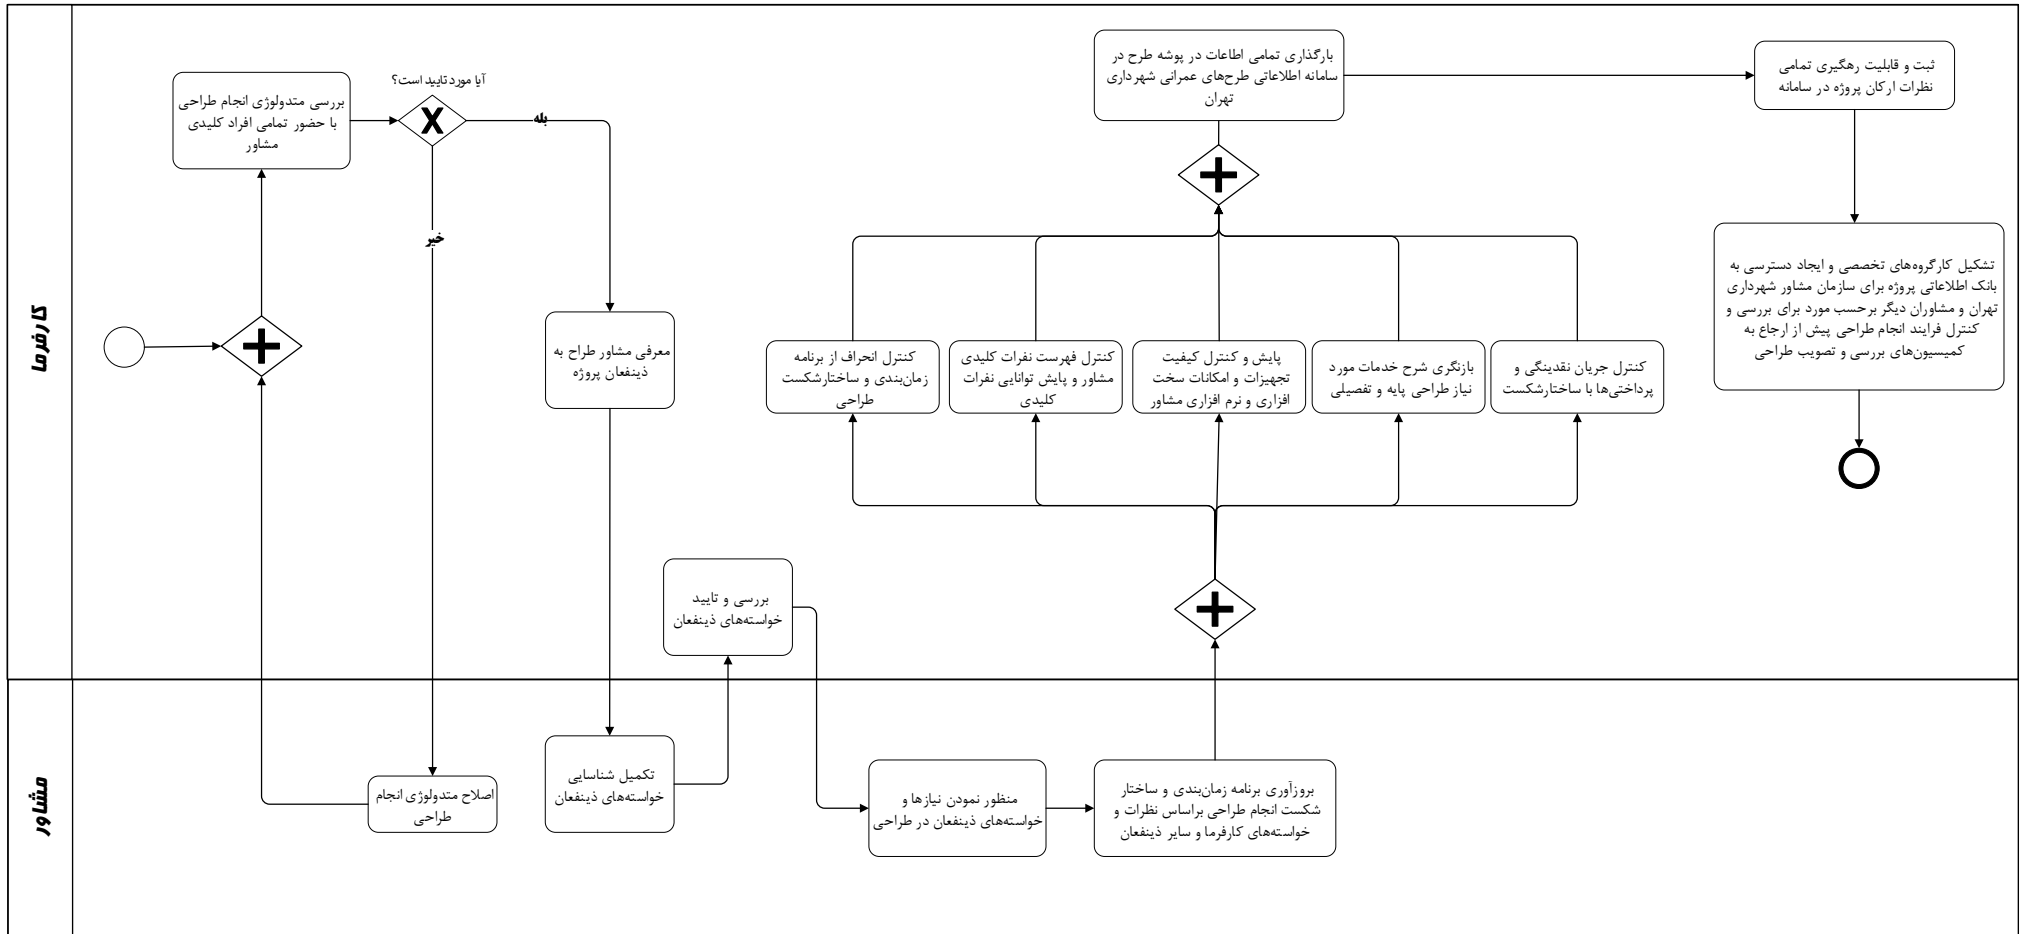 کارفرما
بررسی متدولوژی انجام طراحی
با حضور تمامی افراد کلیدی
مشاور
آیا مورد تایید است؟
بله
خیر
معرفی مشاور طراح به
ذینفعان پروژه
بررسی و تایید
خواسته‌های ذینفعان
کنترل انحراف از برنامه
زمان‌بندی و ساختارشکست
طراحی
کنترل فهرست نفرات کلیدی
مشاور و پایش توانایی نفرات
کلیدی
پایش و کنترل کیفیت
تجهیزات و امکانات سخت
افزاری و نرم افزاری مشاور
بازنگری شرح خدمات مورد
نیاز طراحی پایه و تفصیلی
کنترل جریان نقدینگی و
پرداختی‌ها با ساختارشکست
بارگذاری تمامی اطاعات در پوشه طرح در
سامانه اطلاعاتی طرح‌های عمرانی شهرداری
تهران
ثبت و قابلیت رهگیری تمامی
نظرات ارکان پروژه در سامانه
تشکیل کارگروه‌های تخصصی و ایجاد دسترسی به
بانک اطلاعاتی پروژه برای سازمان مشاور شهرداری
تهران و مشاوران دیگر برحسب مورد برای بررسی و
کنترل فرایند انجام طراحی پیش از ارجاع به
کمیسیون‌های بررسی و تصویب طراحی
مشاور
اصلاح متدولوژی انجام
طراحی
تکمیل شناسایی
خواسته‌های ذینفعان
منظور نمودن نیازها و
خواسته‌های ذینفعان در طراحی
بروزآوری برنامه زمان‌بندی و ساختار
شکست انجام طراحی براساس نظرات و
خواسته‌های کارفرما و سایر ذینفعان